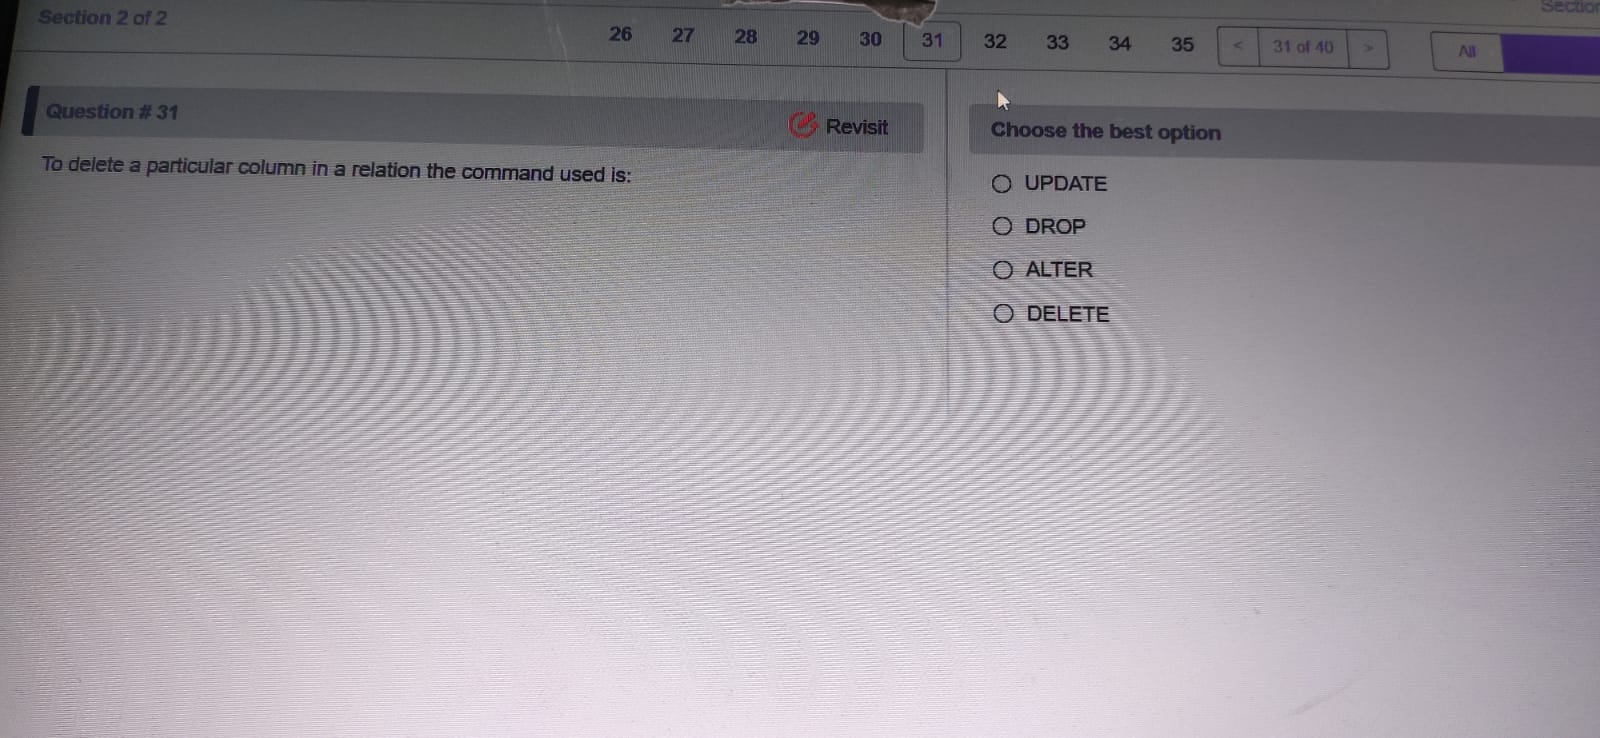 Section 2 of 2
Section
26 27 28 29 30 31 32 33 34 35 < 31 of 40 > All
Question # 31
Revisit
To delete a particular column in a relation the command used is:
Choose the best option
UPDATE
DROP
ALTER
DELETE